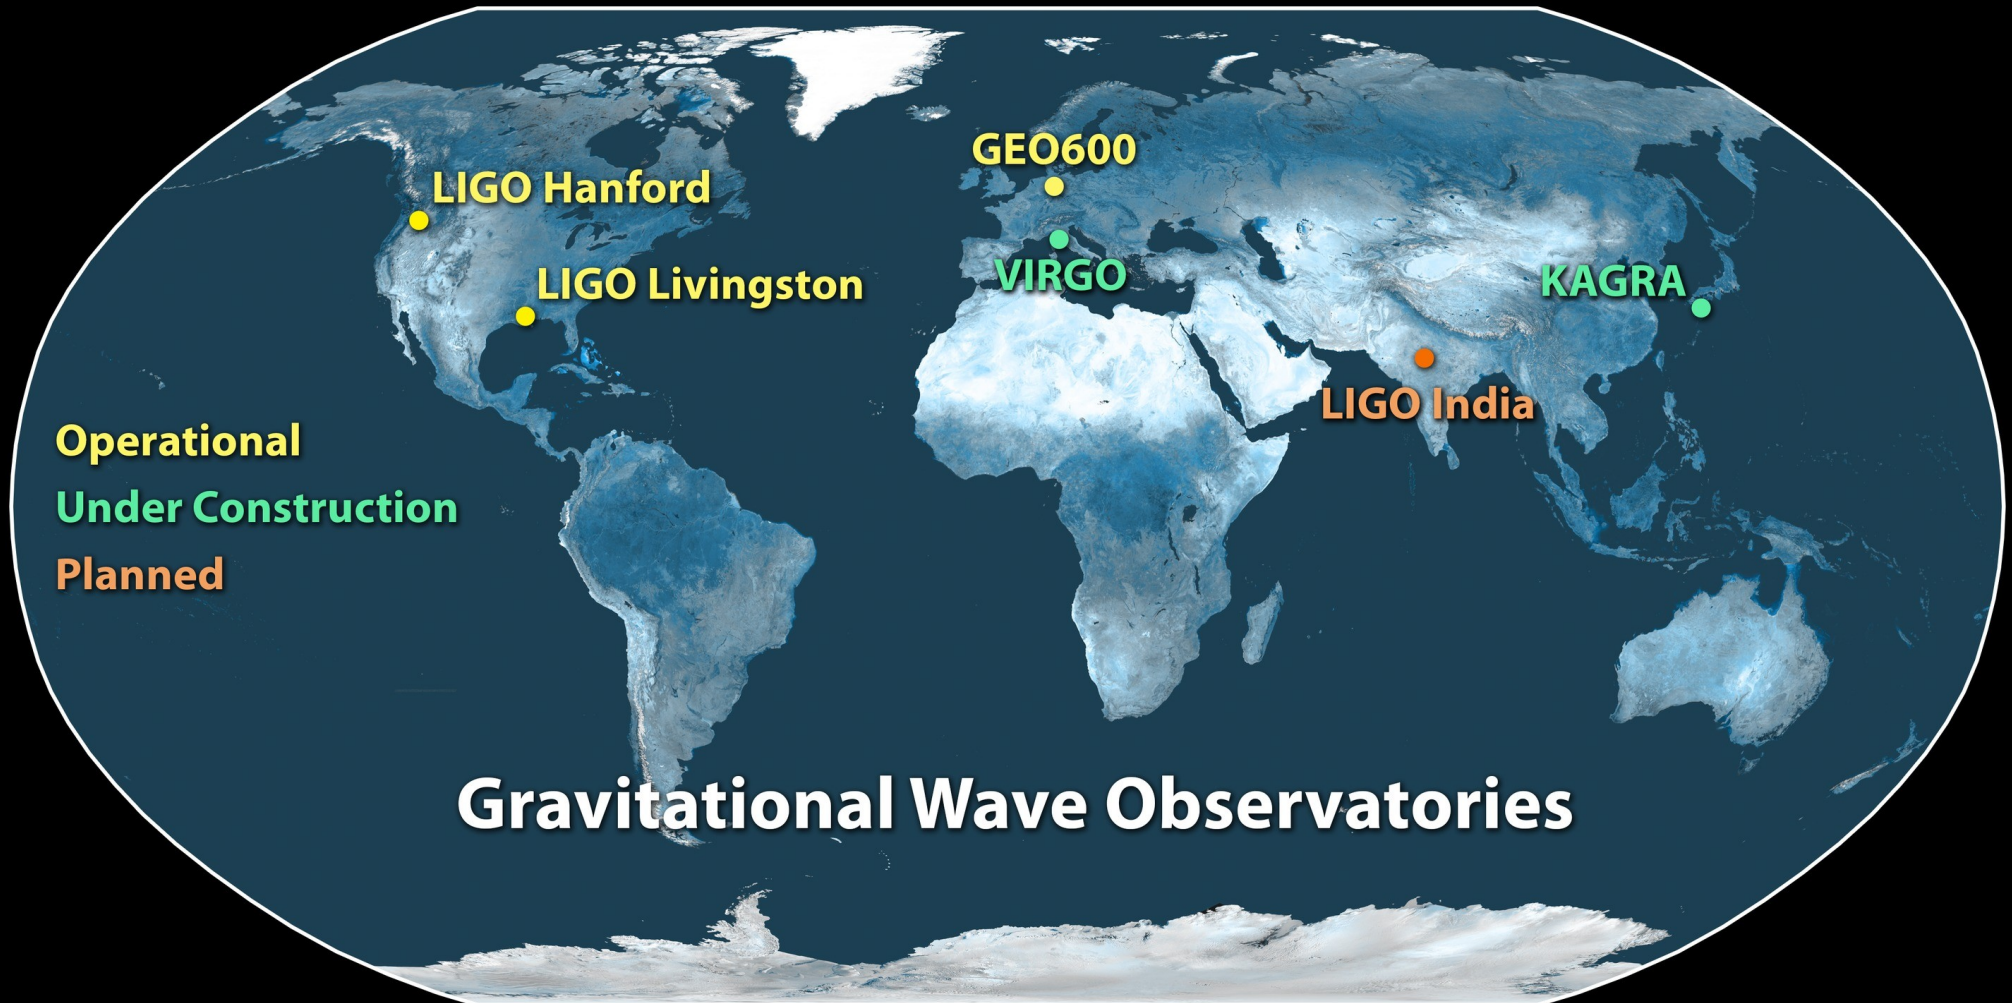 GEO600
LIGO Hanford
LIGO Livingston
VIRGO
KAGRA
LIGO India
Operational
Under Construction
Planned
Gravitational Wave Observatories